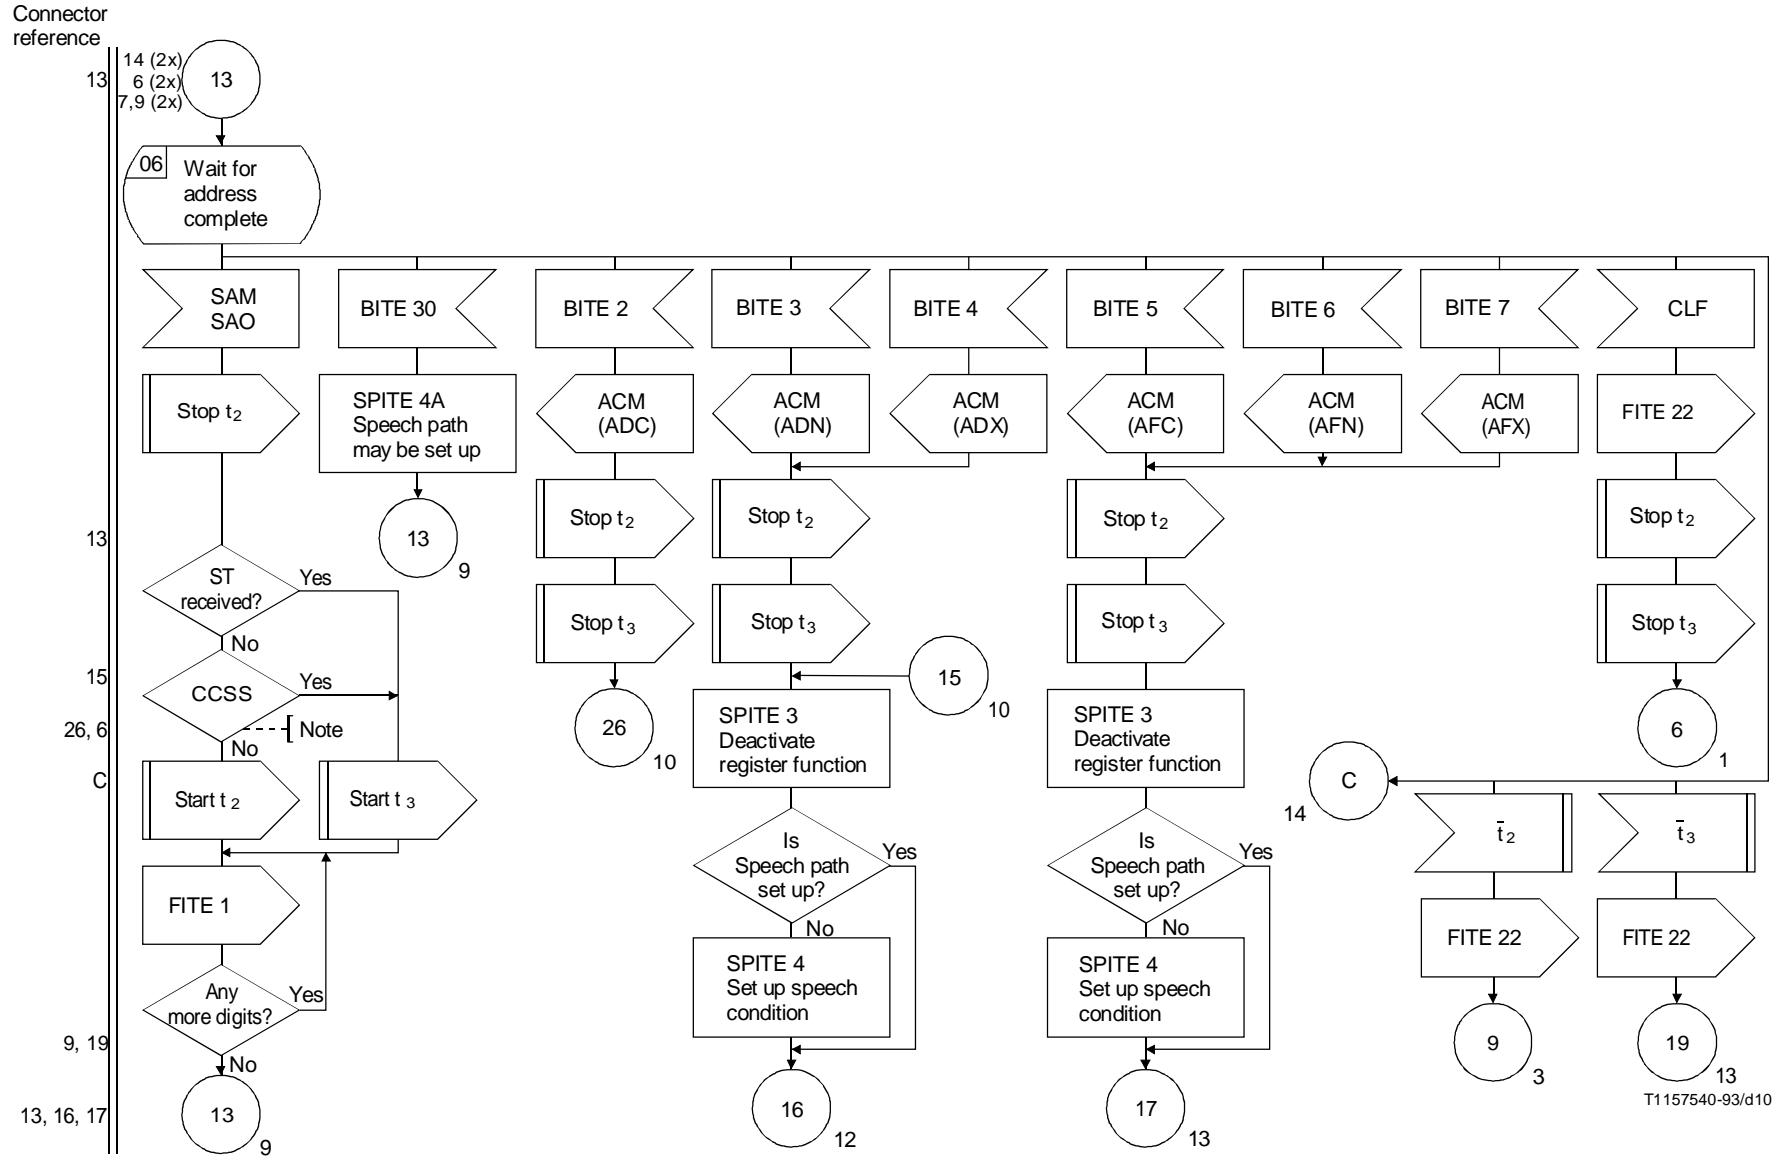 Connector
reference
14 (2x)
13
6 (2x)
13
7,9 (2x)
06
Wait for
address
complete
SAM
SAO
BITE 30
BITE 2
BITE 3
BITE 4
BITE 5
BITE 6
BITE 7
CLF
Stop t2
SPITE 4A
Speech path
may be set up
ACM
(ADC)
ACM
(ADN)
ACM
(ADX)
ACM
(AFC)
ACM
(AFN)
ACM
(AFX)
FITE 22
13
13
9
Stop t2
Stop t2
Stop t2
Stop t2
ST
received?
Yes
No
Stop t3
Stop t3
Stop t3
Stop t3
15
CCSS
Yes
No
Note
15
10
26, 6
26
10
SPITE 3
Deactivate
register function
SPITE 3
Deactivate
register function
6
1
C
Start t2
Start t3
C
14
t̄2
t̄3
Is
Speech path
set up?
Yes
No
Is
Speech path
set up?
Yes
No
FITE 1
FITE 22
FITE 22
Any
more digits?
Yes
No
SPITE 4
Set up speech
condition
SPITE 4
Set up speech
condition
9, 19
9
3
19
13
T1157540-93/d10
13, 16, 17
13
9
16
12
17
13